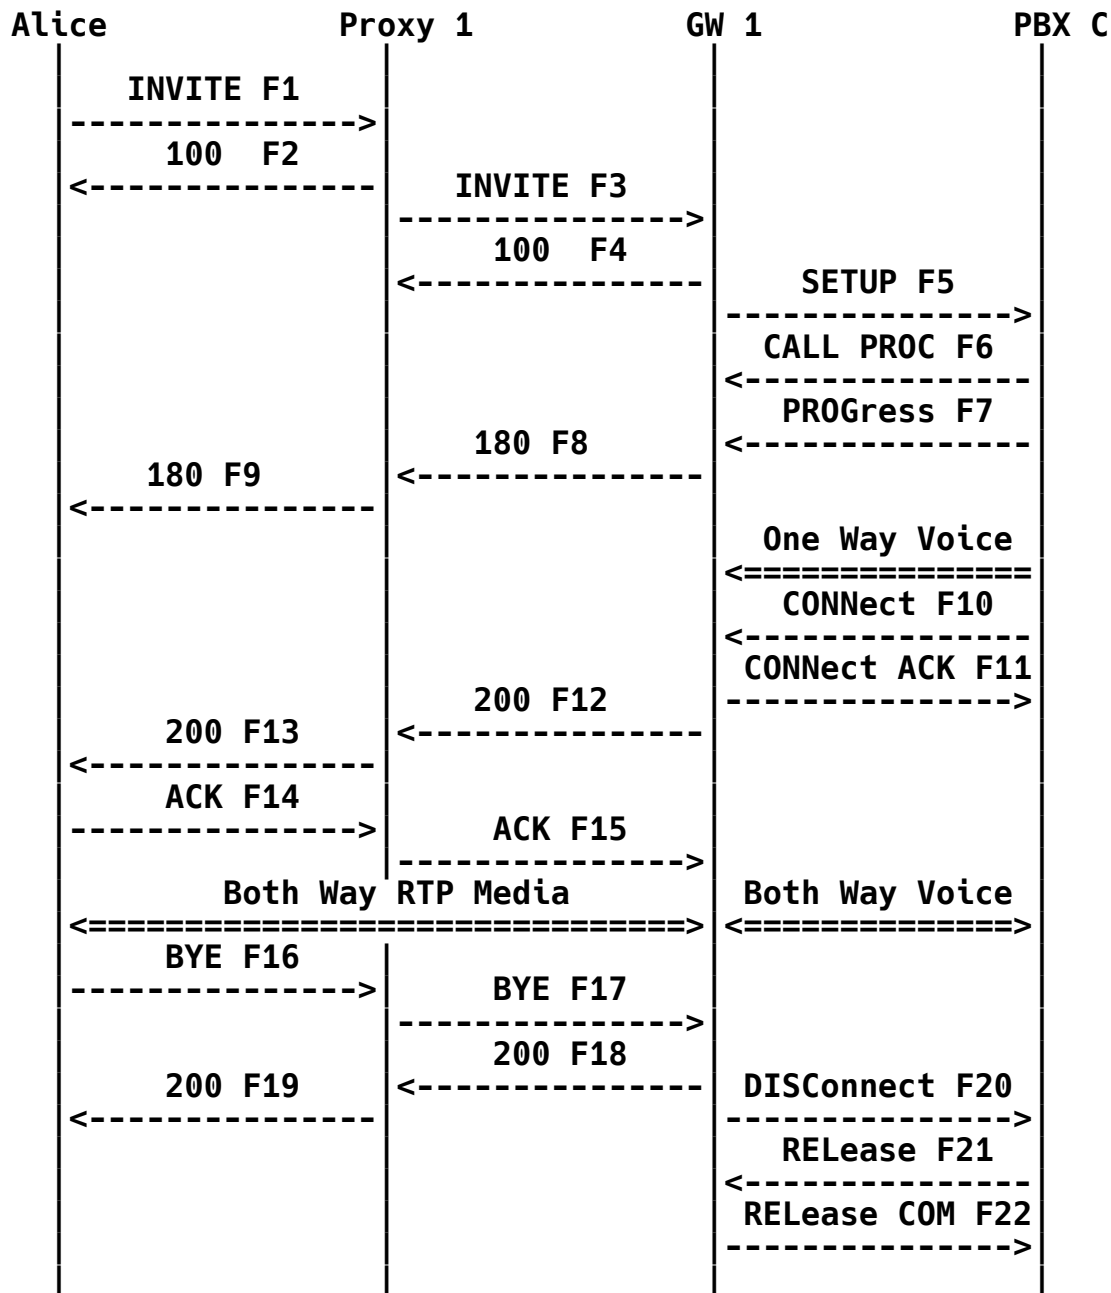 Alice Proxy 1 GW 1 PBX C
INVITE F1
100 F2
INVITE F3
100 F4
SETUP F5
CALL PROC F6
PROGress F7
180 F8
180 F9
One Way Voice
CONNect F10
CONNect ACK F11
200 F12
200 F13
ACK F14
ACK F15
Both Way RTP Media Both Way Voice
BYE F16
BYE F17
200 F18
200 F19 DISConnect F20
RELease F21
RELease COM F22